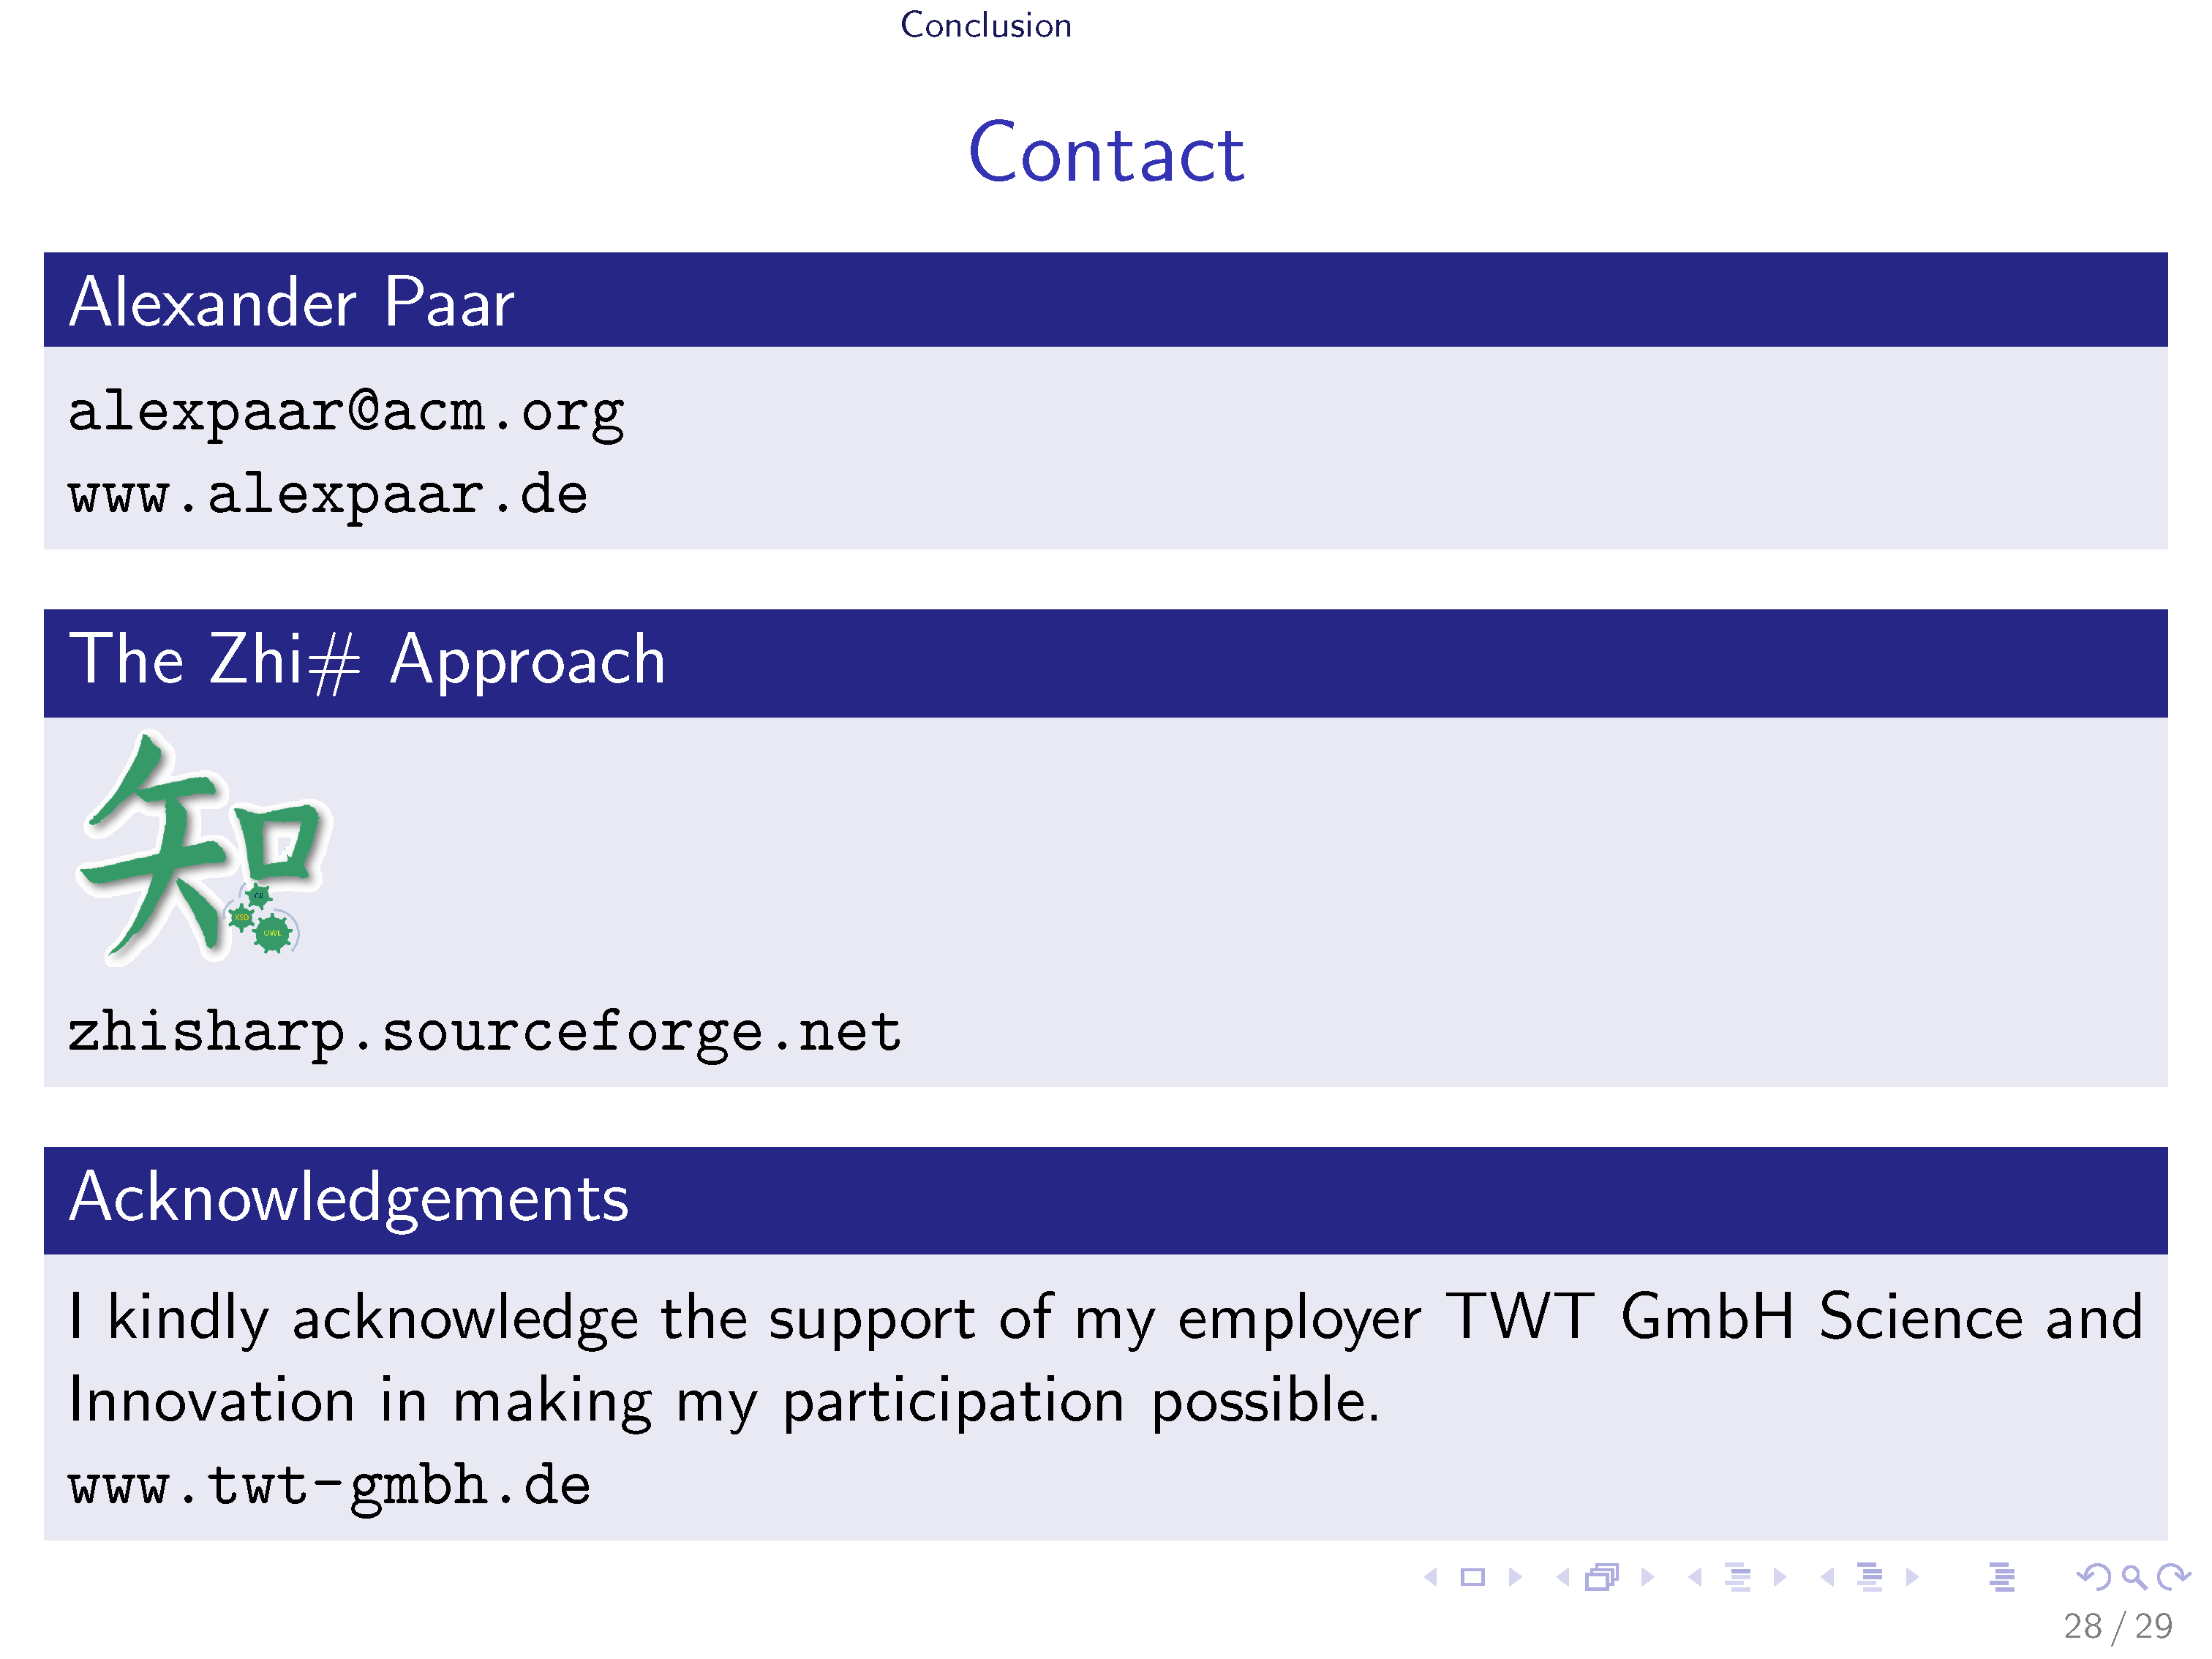 Conclusion
Contact
Alexander Paar
alexpaar@acm.org
www.alexpaar.de
The Zhi# Approach
知
C#
XSD
OWL
zhisharp.sourceforge.net
Acknowledgements
I kindly acknowledge the support of my employer TWT GmbH Science and
Innovation in making my participation possible.
www.twt-gmbh.de
28 / 29